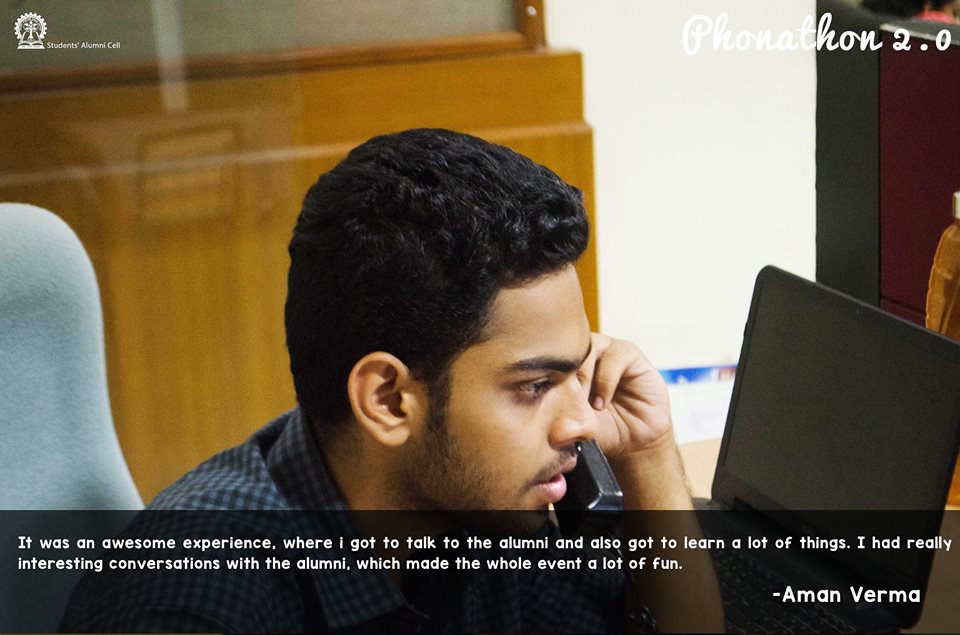 Students' Alumni Cell
Phonathon 2.0
It was an awesome experience, where i got to talk to the alumni and also got to learn a lot of things. I had really
interesting conversations with the alumni, which made the whole event a lot of fun.
-Aman Verma